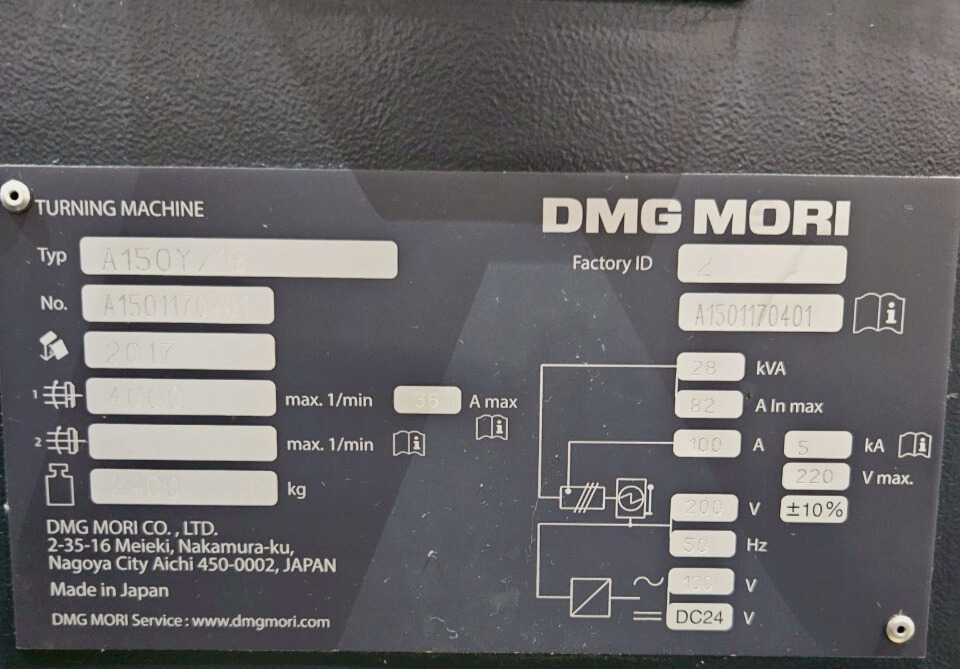 TURNING MACHINE
DMG MORI
Typ A150Y/18
Factory ID 2
No. A1501170401
A1501170401
2017
28 kVA
1 4000 max. 1/min 36 A max
82 A In max
2 max. 1/min
100 A 5 kA
220 V max.
kg
200 V ±10%
DMG MORI CO., LTD.
2-35-16 Meieki, Nakamura-ku,
50 Hz
Nagoya City Aichi 450-0002, JAPAN
100 V
Made in Japan
DC24 V
DMG MORI Service : www.dmgmori.com